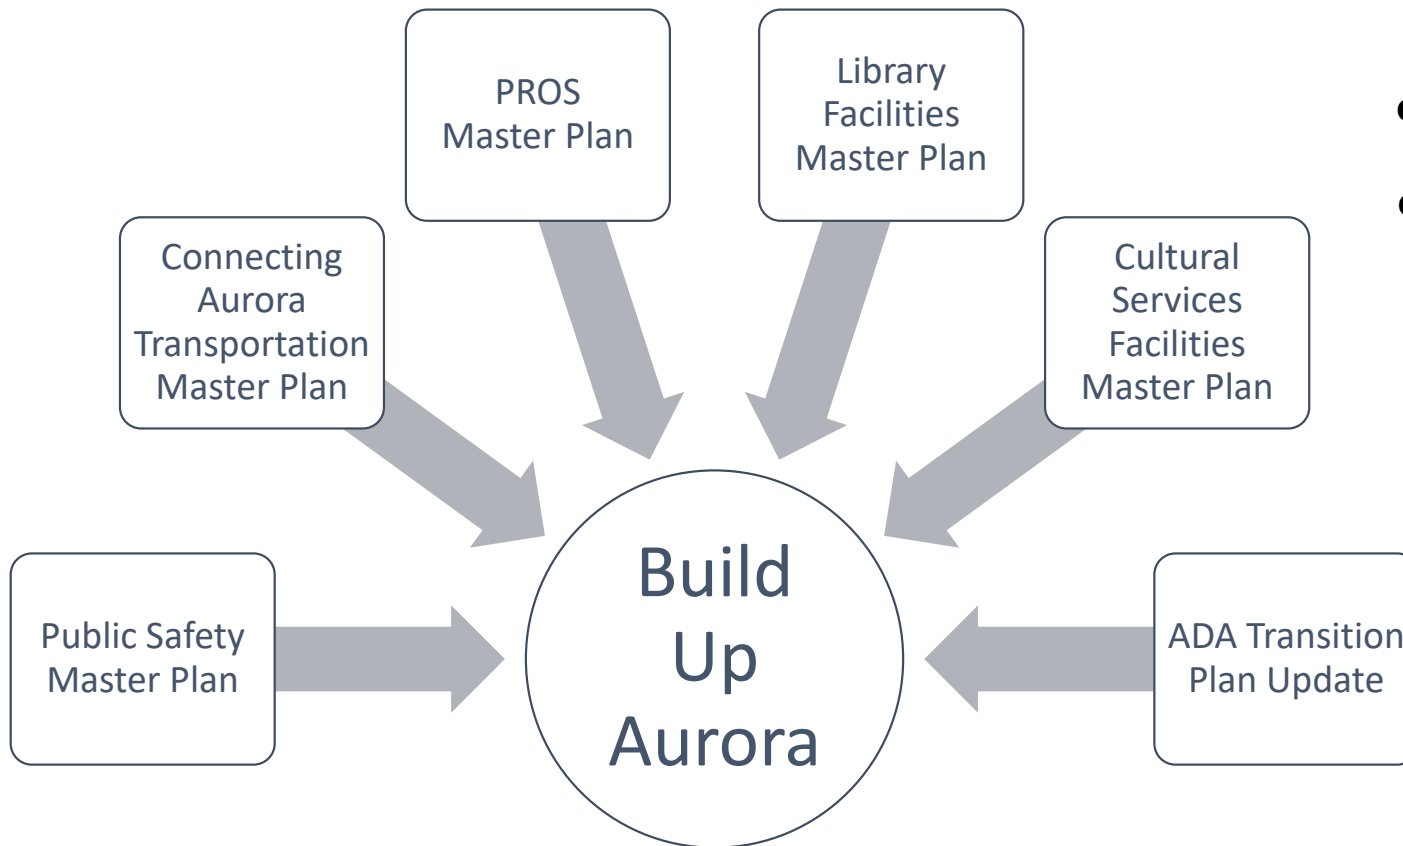 PROS
Master Plan
Library
Facilities
Master Plan
Connecting
Aurora
Transportation
Master Plan
Cultural
Services
Facilities
Master Plan
Public Safety
Master Plan
Build
Up
Aurora
ADA Transition
Plan Update